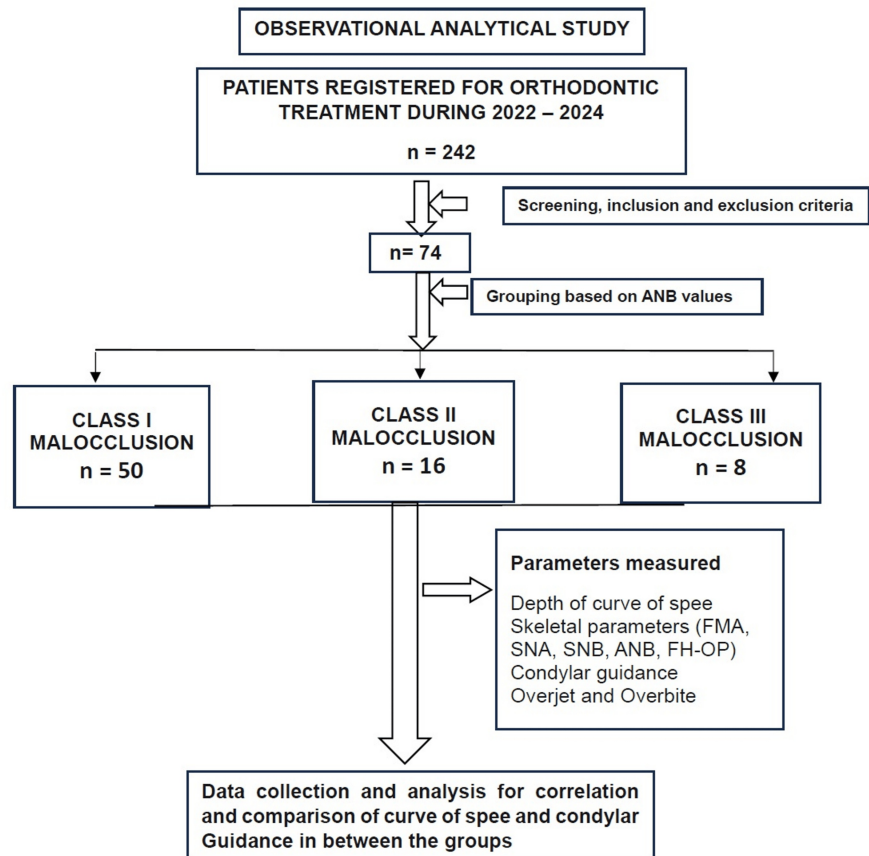 OBSERVATIONAL ANALYTICAL STUDY
PATIENTS REGISTERED FOR ORTHODONTIC
TREATMENT DURING 2022 – 2024
n = 242
Screening, inclusion and exclusion criteria
n= 74
Grouping based on ANB values
CLASS I
MALOCCLUSION
n = 50
CLASS II
MALOCCLUSION
n = 16
CLASS III
MALOCCLUSION
n = 8
Parameters measured
Depth of curve of spee
Skeletal parameters (FMA,
SNA, SNB, ANB, FH-OP)
Condylar guidance
Overjet and Overbite
Data collection and analysis for correlation
and comparison of curve of spee and condylar
Guidance in between the groups